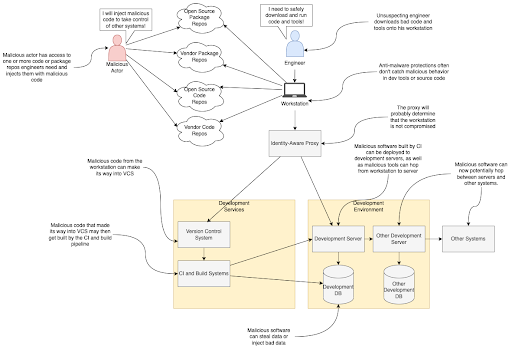 I will inject malicious
code to take control
of other systems!
Open Source
Package
Repos
I need to safely
download and run
code and tools!
Unsuspecting engineer
downloads bad code and
tools onto his workstation
Malicious actor has access to
one or more code or package
repos engineers need and
injects them with malicious
code
Malicious
Actor
Vendor Package
Repos
Engineer
Anti-malware protections often
don't catch malicious behavior
in dev tools or source code
Open Source
Code
Repos
Workstation
Vendor Code
Repos
The proxy will
probably determine that
the workstation is
not compromised
Identity-Aware Proxy
Malicious code from the
workstation can make
its way into VCS
Malicious software built by CI
can be deployed to
development servers, as well
as malicious tools can hop
from workstation to server
Malicious software can
now potentially hop
between servers and
other systems.
Development
Services
Development
Environment
Malicious code that made
its way into VCS may then
get built by the CI and build
pipeline
Version Control
System
Development Server
Other Development
Server
Other Systems
CI and Build Systems
Development
DB
Other
Development
DB
Malicious software
can steal data or
Inject bad data